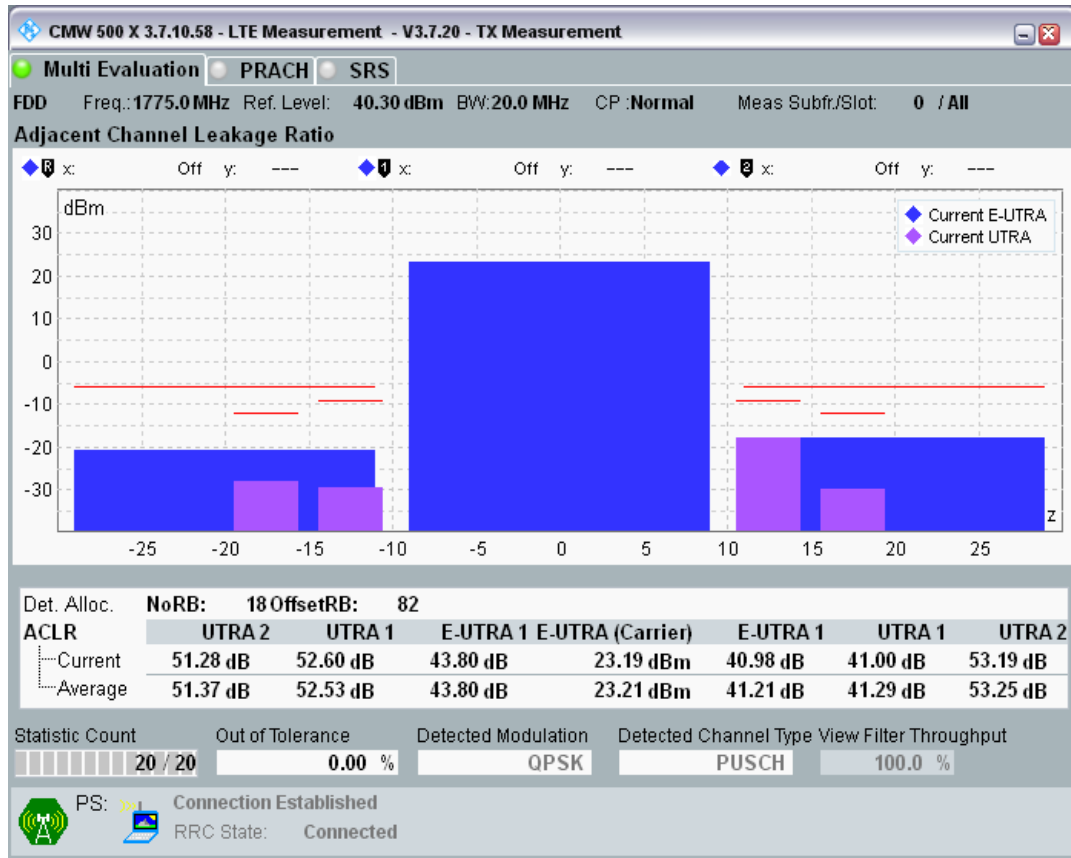 CMW 500 X 3.7.10.58 - LTE Measurement - V3.7.20 - TX Measurement
Multi Evaluation PRACH SRS
FDD Freq.:1775.0 MHz Ref. Level: 40.30 dBm BW:20.0 MHz CP :Normal Meas Subfr./Slot: 0 / All
Adjacent Channel Leakage Ratio
R x: Off y: --- 1 x: Off y: --- 2 x: Off y: ---
dBm
Current E-UTRA
Current UTRA
30
20
10
0
-10
-20
-30
z
-25 -20 -15 -10 -5 0 5 10 15 20 25
Det. Alloc. NoRB: 18 OffsetRB: 82
ACLR UTRA 2 UTRA 1 E-UTRA 1 E-UTRA (Carrier) E-UTRA 1 UTRA 1 UTRA 2
Current 51.28 dB 52.60 dB 43.80 dB 23.19 dBm 40.98 dB 41.00 dB 53.19 dB
Average 51.37 dB 52.53 dB 43.80 dB 23.21 dBm 41.21 dB 41.29 dB 53.25 dB
Statistic Count Out of Tolerance Detected Modulation Detected Channel Type View Filter Throughput
20 / 20 0.00 % QPSK PUSCH 100.0 %
PS: Connection Established
RRC State: Connected